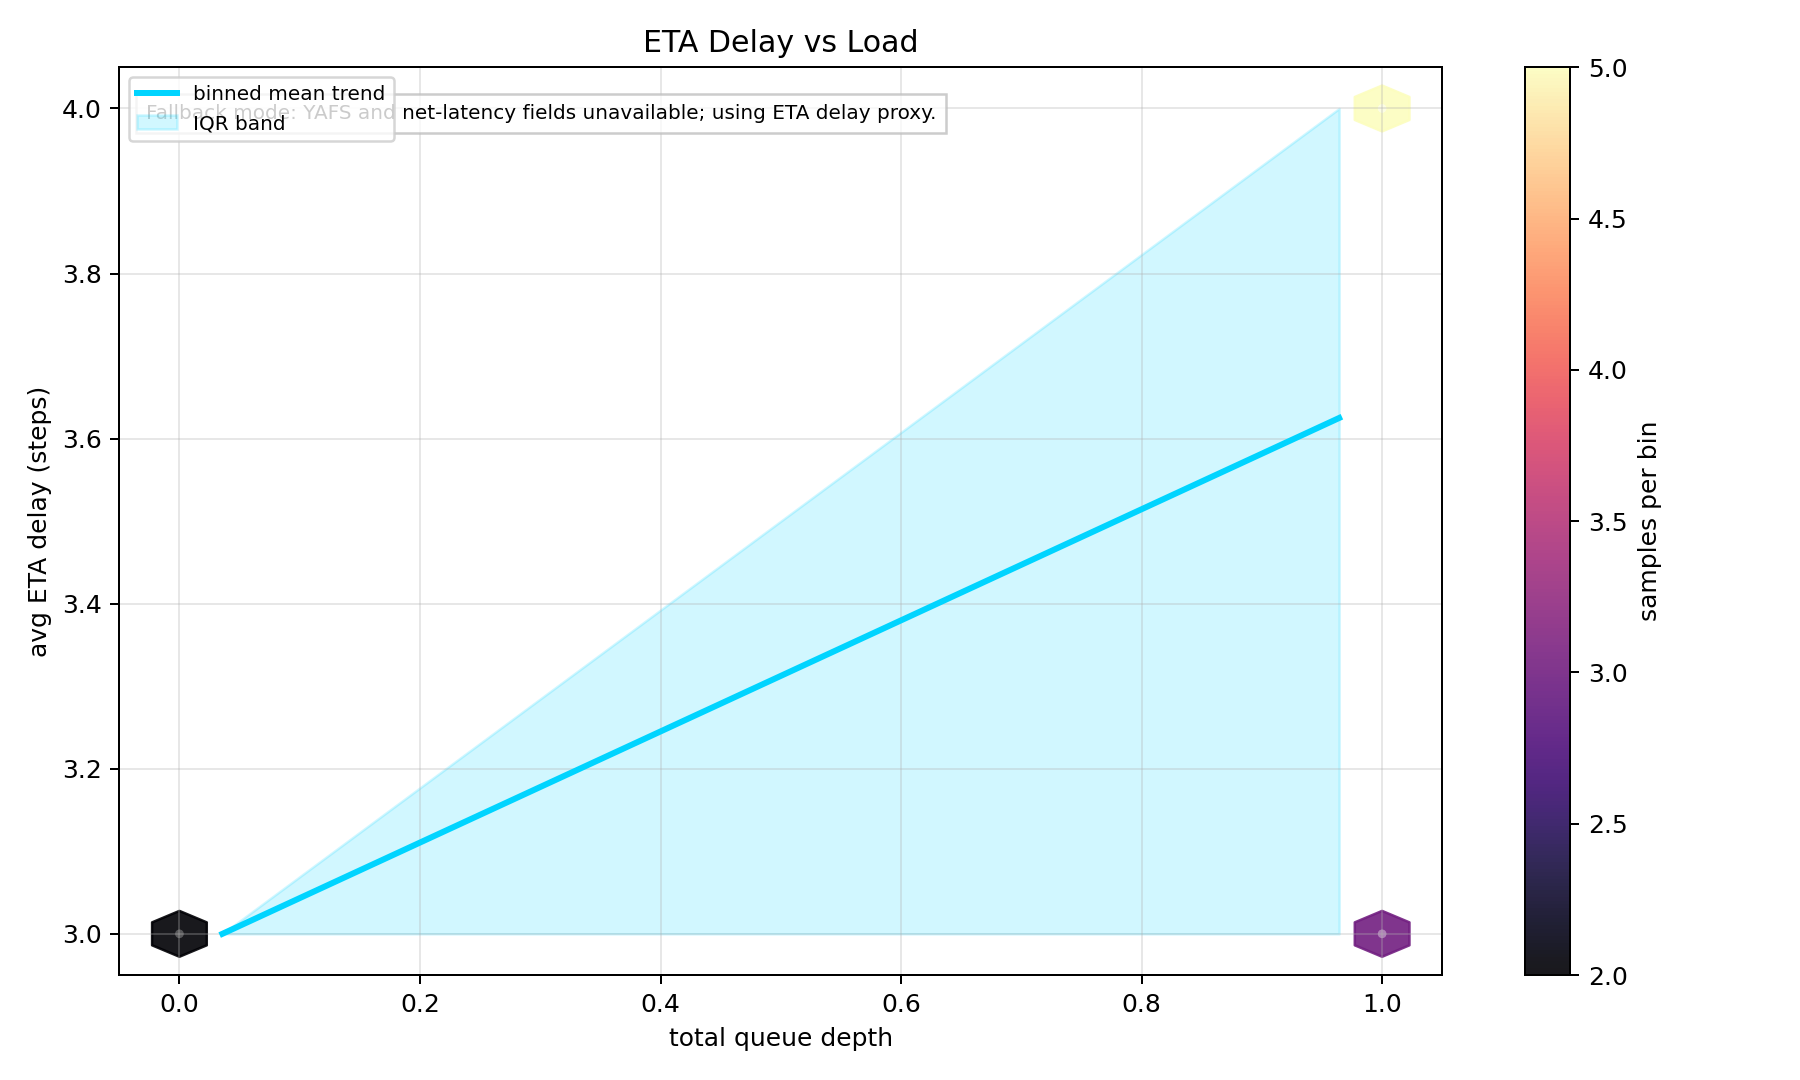 ETA Delay vs Load
binned mean trend
IQR band
Fallback mode: YAFS and net-latency fields unavailable; using ETA delay proxy.
4.0
3.8
3.6
3.4
3.2
3.0
avg ETA delay (steps)
0.0 0.2 0.4 0.6 0.8 1.0
total queue depth
5.0
4.5
4.0
3.5
3.0
2.5
2.0
samples per bin